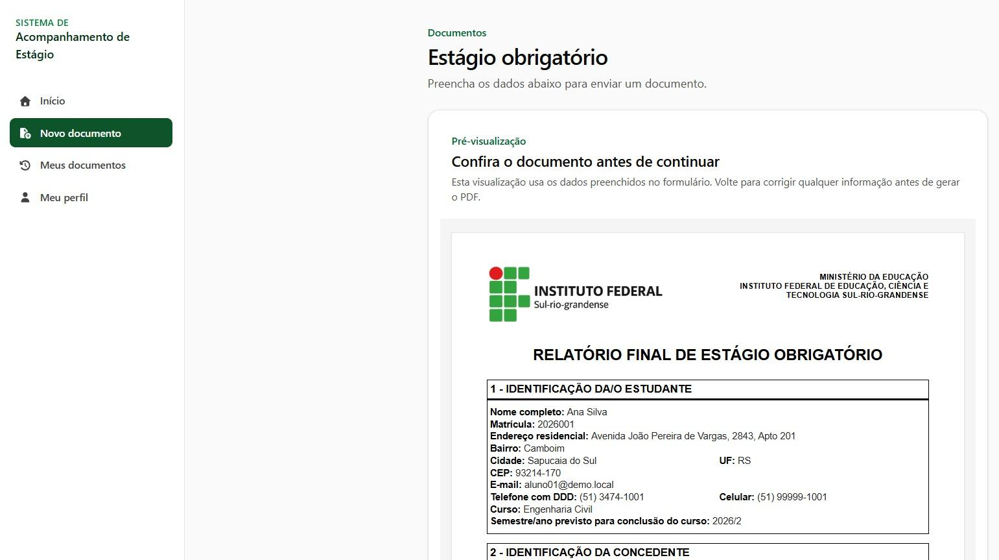 SISTEMA DE
Acompanhamento de
Estágio
Início
Novo documento
Meus documentos
Meu perfil
Documentos
Estágio obrigatório
Preencha os dados abaixo para enviar um documento.
Pré-visualização
Confira o documento antes de continuar
Esta visualização usa os dados preenchidos no formulário. Volte para corrigir qualquer informação antes de gerar
o PDF.
INSTITUTO FEDERAL
Sul-rio-grandense
MINISTÉRIO DA EDUCAÇÃO
INSTITUTO FEDERAL DE EDUCAÇÃO, CIÊNCIA E
TECNOLOGIA SUL-RIO-GRANDENSE
RELATÓRIO FINAL DE ESTÁGIO OBRIGATÓRIO
1 - IDENTIFICAÇÃO DA/O ESTUDANTE
Nome completo: Ana Silva
Matrícula: 2026001
Endereço residencial: Avenida João Pereira de Vargas, 2843, Apto 201
Bairro: Camboim
Cidade: Sapucaia do Sul UF: RS
CEP: 93214-170
E-mail: aluno01@demo.local
Telefone com DDD: (51) 3474-1001 Celular: (51) 99999-1001
Curso: Engenharia Civil
Semestre/ano previsto para conclusão do curso: 2026/2
2 - IDENTIFICAÇÃO DA CONCEDENTE